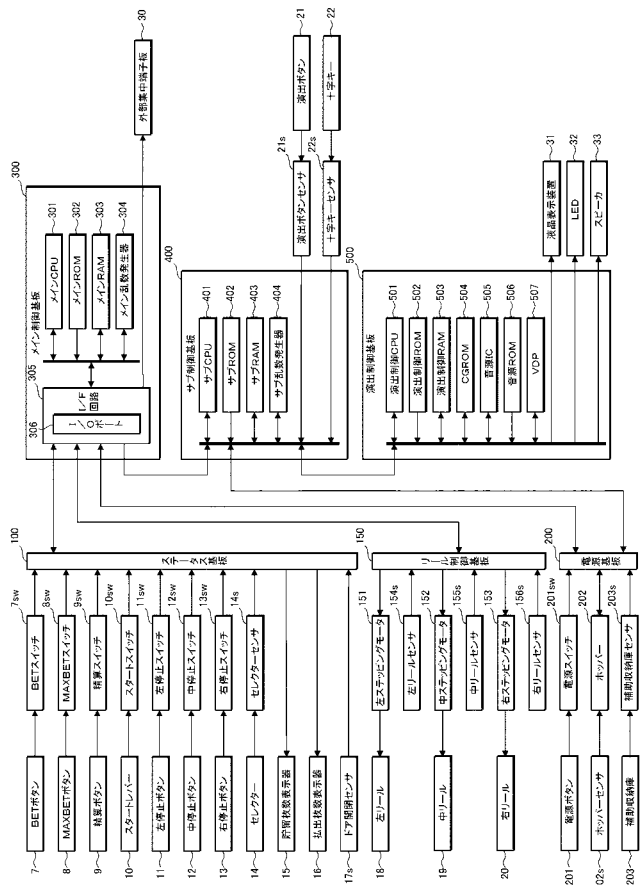 30
外部集中端子板
300
メイン制御基板
301
メインCPU
302
メインROM
303
メインRAM
304
メイン乱数発生器
305
I/F
回路
306
I/Oポート
21
演出ボタン
22
十字キー
21s
演出ボタンセンサ
22s
十字キーセンサ
400
サブ制御基板
401
サブCPU
402
サブROM
403
サブRAM
404
サブ乱数発生器
31
液晶表示装置
32
LED
33
スピーカ
500
演出制御基板
501
演出制御CPU
502
演出制御ROM
503
演出制御RAM
504
CGROM
505
音源IC
506
音源ROM
507
VDP
100
ステータス基板
150
リール制御基板
200
電源基板
7sw
BETスイッチ
8sw
MAXBETスイッチ
9sw
精算スイッチ
10sw
スタートスイッチ
11sw
左停止スイッチ
12sw
中停止スイッチ
13sw
右停止スイッチ
14s
セレクターセンサ
151
左ステッピングモータ
154s
左リールセンサ
152
中ステッピングモータ
155s
中リールセンサ
153
右ステッピングモータ
156s
右リールセンサ
201sw
電源スイッチ
202
ホッパー
203s
補助収納庫センサ
BETボタン
7
MAXBETボタン
8
精算ボタン
9
スタートレバー
10
左停止ボタン
11
中停止ボタン
12
右停止ボタン
13
セレクター
14
貯留枚数表示器
15
払出枚数表示器
16
ドア開閉センサ
17s
左リール
18
中リール
19
右リール
20
電源ボタン
201
ホッパーセンサ
02s
補助収納庫
203